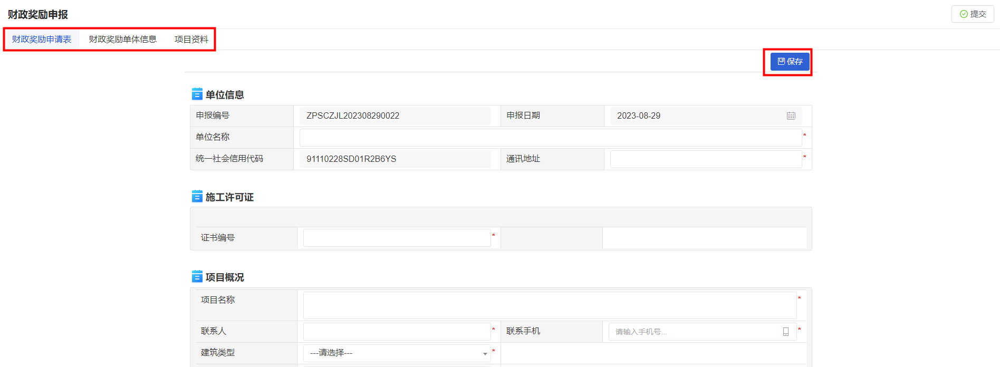 财政奖励申报
提交
财政奖励申请表 财政奖励单体信息 项目资料
保存
单位信息
申报编号 ZPSCZJL202308290022 申报日期 2023-08-29
单位名称 *
统一社会信用代码 91110228SD01R2B6YS 通讯地址 *
施工许可证
证书编号 *
项目概况
项目名称 *
联系人 * 联系手机 请输入手机号... *
建筑类型 ---请选择--- *